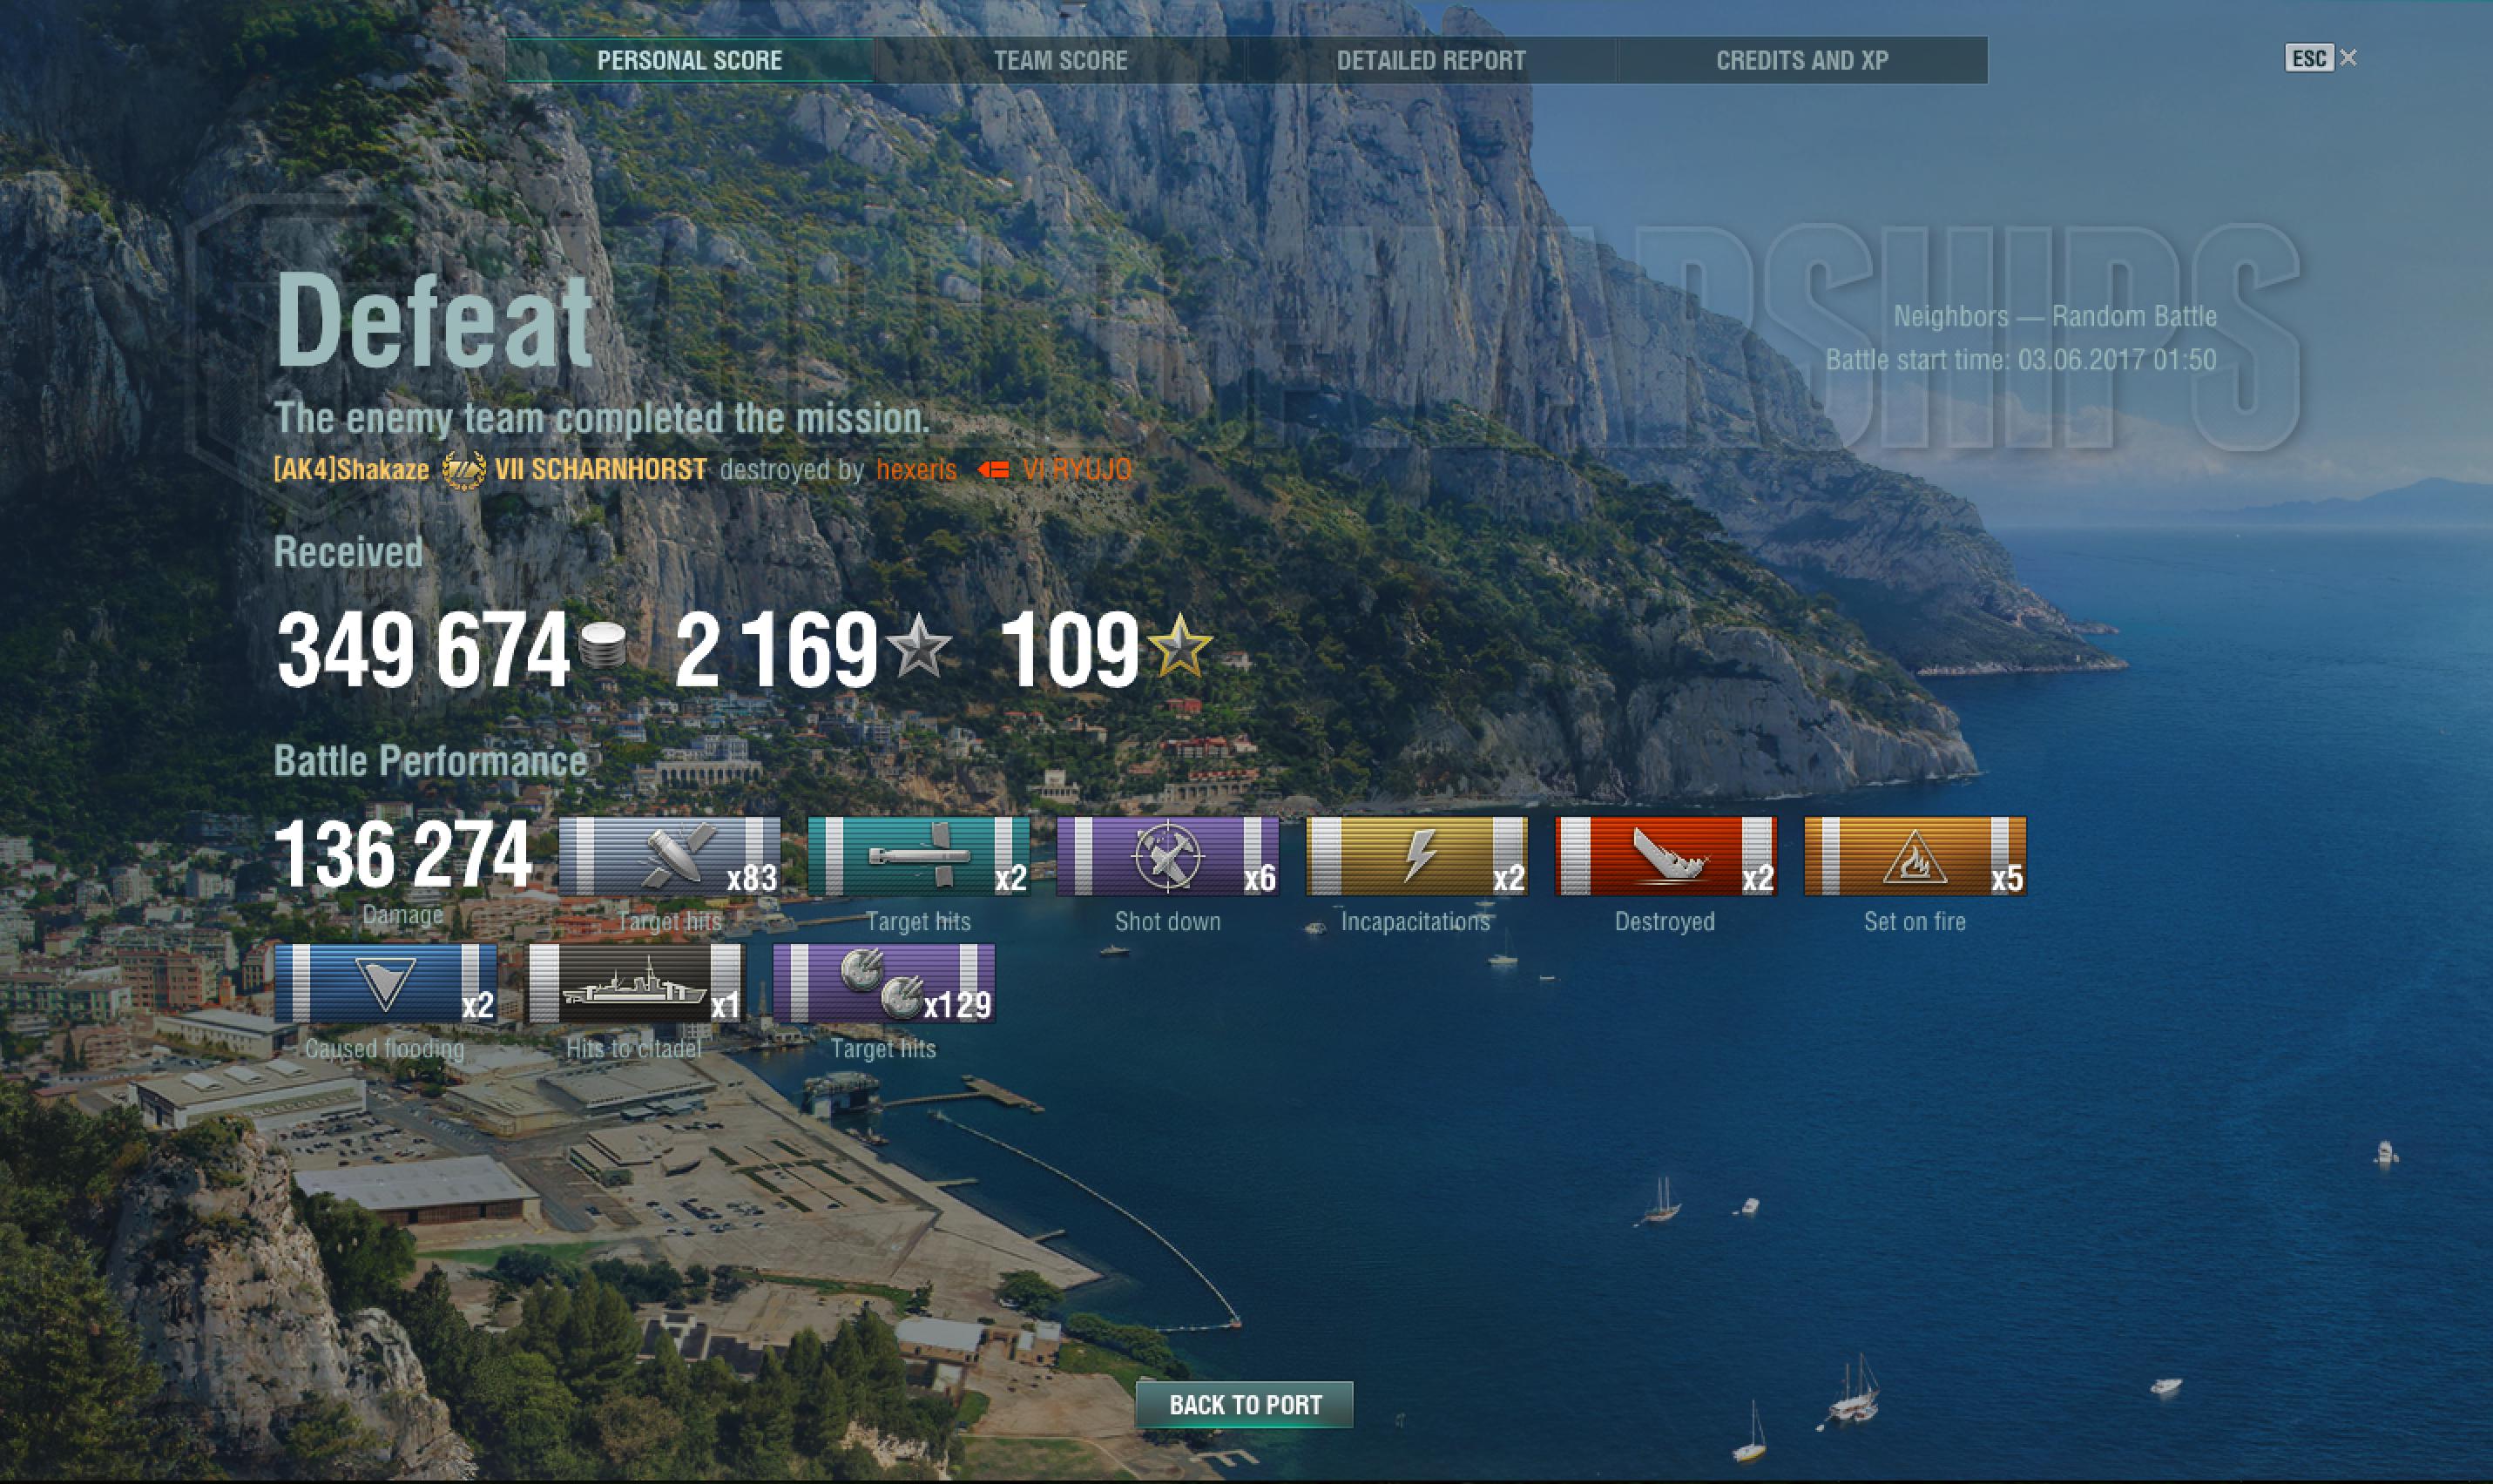 PERSONAL SCORE TEAM SCORE DETAILED REPORT CREDITS AND XP ESC
WORLD OF WARSHIPS
Defeat
Neighbors — Random Battle
Battle start time: 03.06.2017 01:50
The enemy team completed the mission.
[AK4]Shakaze VII SCHARNHORST destroyed by hexeris VI RYUJO
Received
349 674 2 169 109
Battle Performance
136 274 x83 x2 x6 x2 x2 x5
Damage Target hits Target hits Shot down Incapacitations Destroyed Set on fire
x2 x1 x129
Caused flooding Hits to citadel Target hits
BACK TO PORT